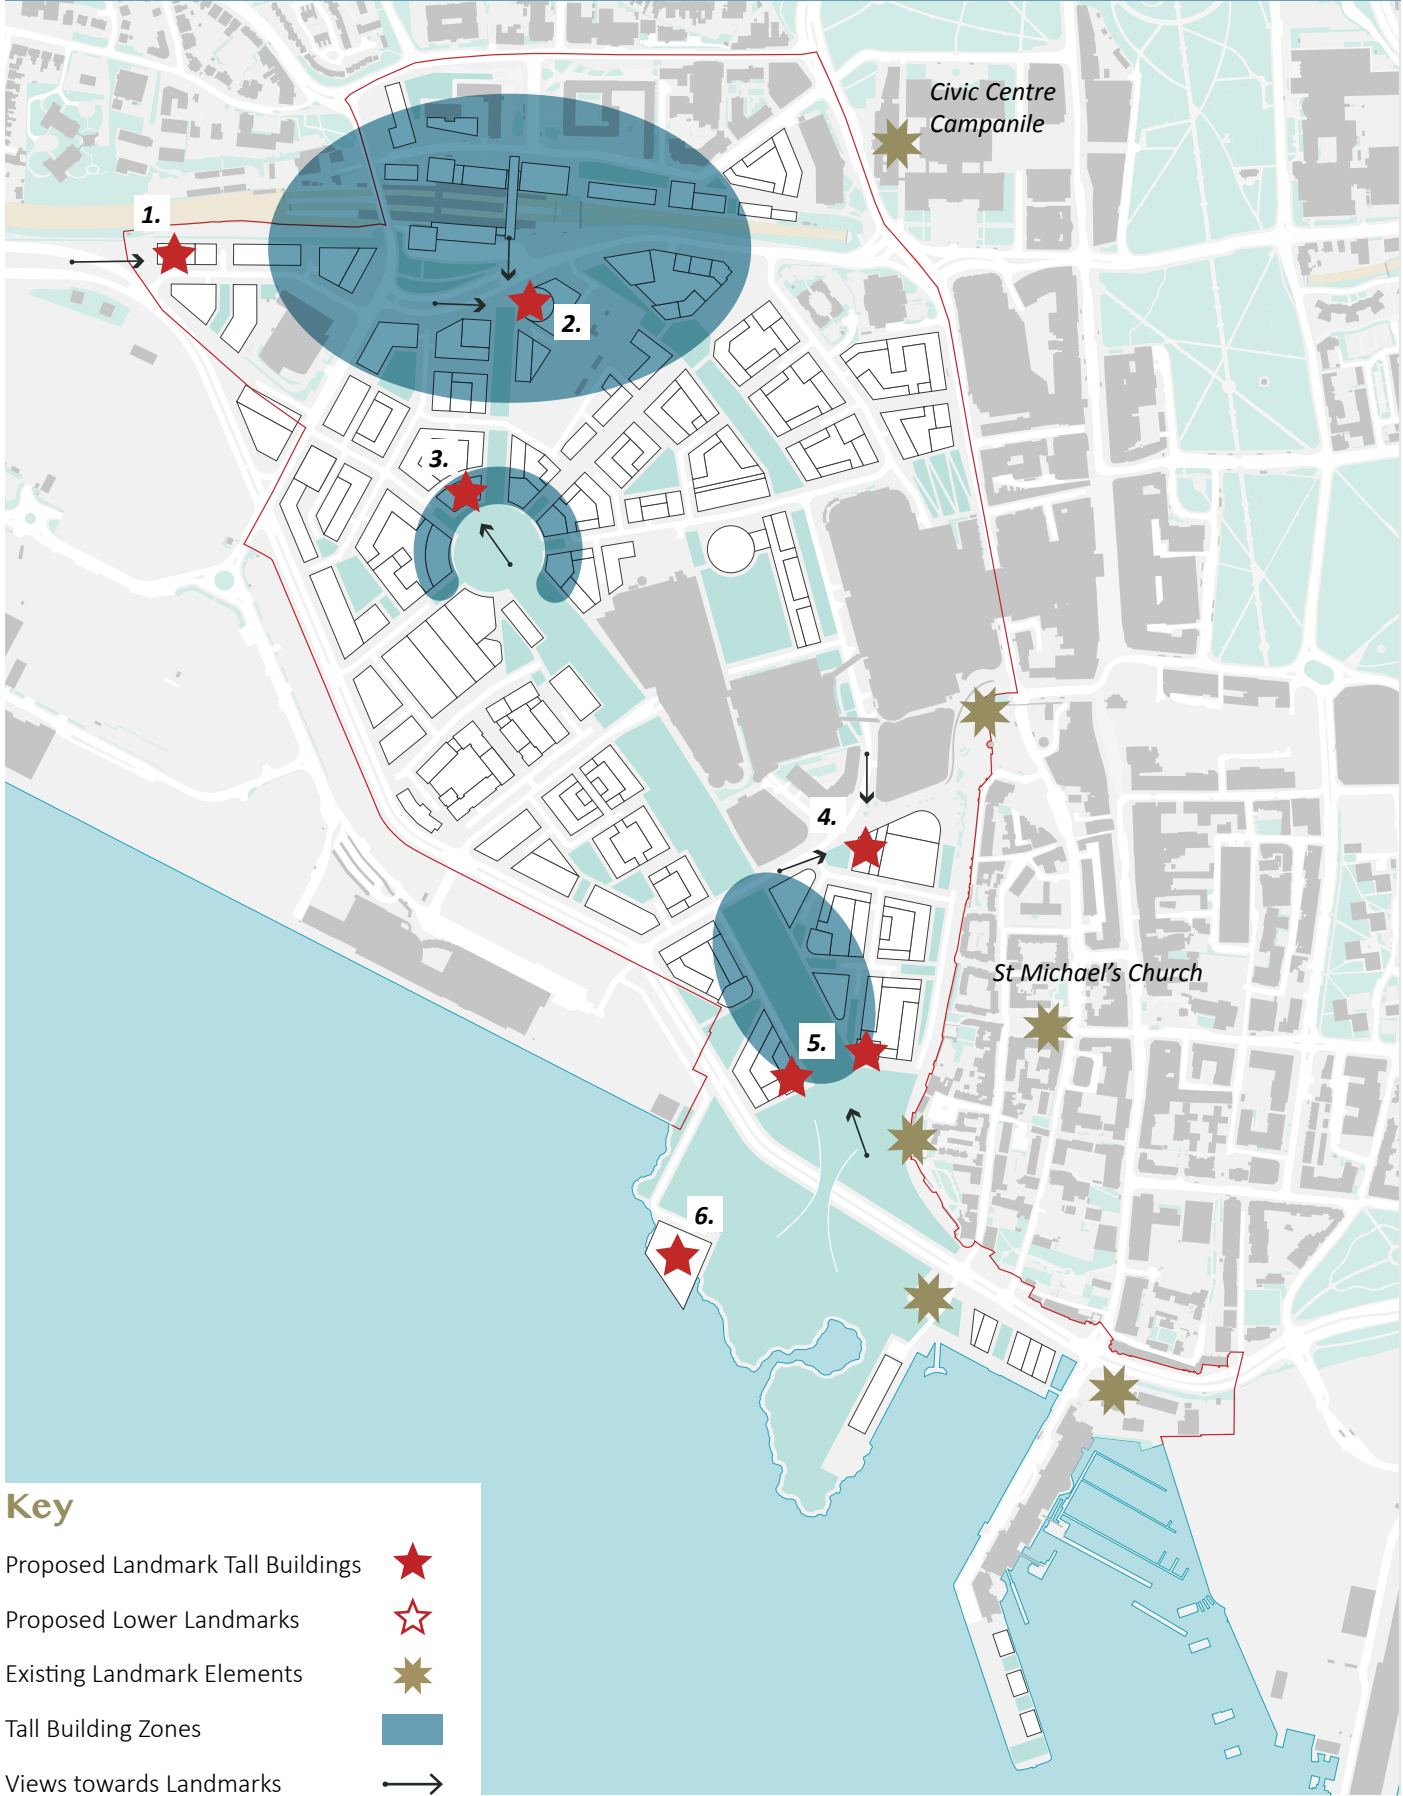 Civic Centre
Campanile
1.
2.
3.
4.
St Michael's Church
5.
6.
Key
Proposed Landmark Tall Buildings
Proposed Lower Landmarks
Existing Landmark Elements
Tall Building Zones
Views towards Landmarks